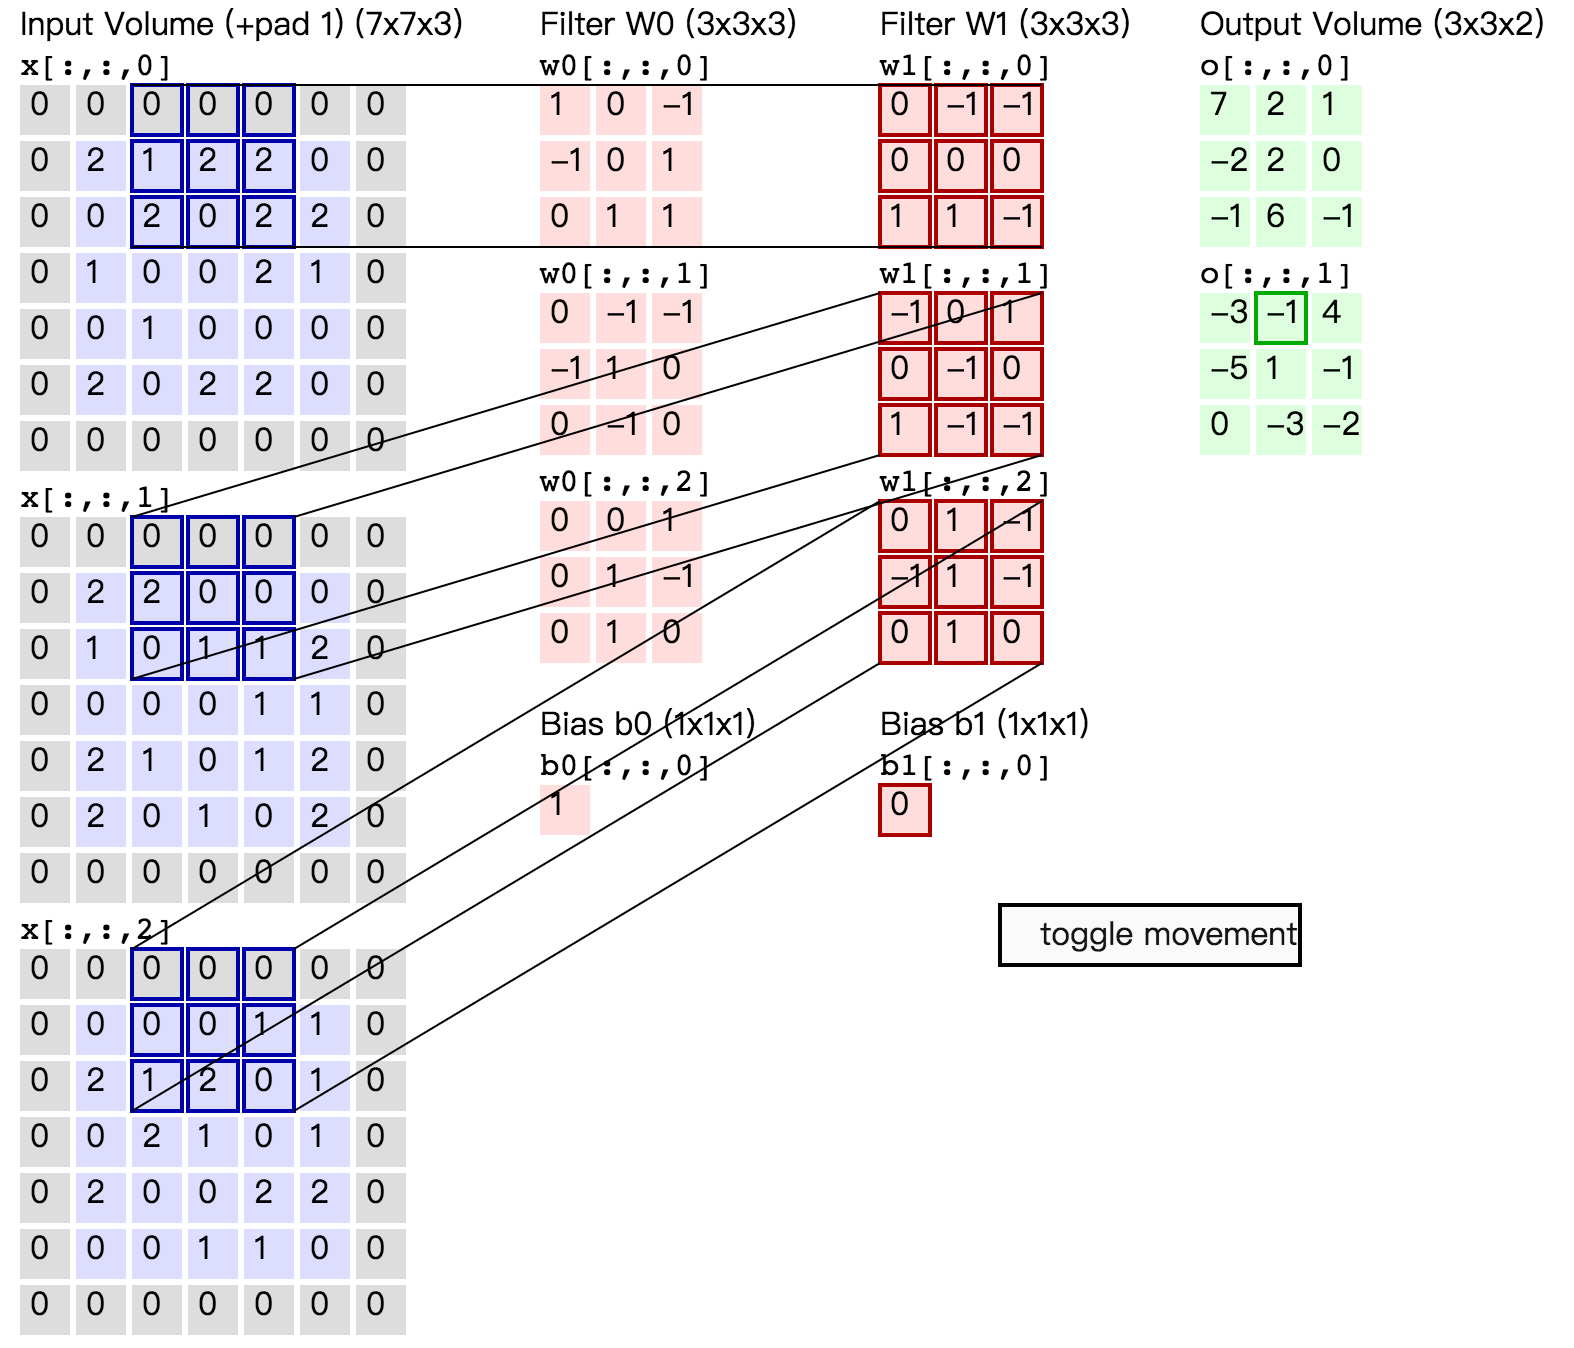 Input Volume (+pad 1) (7x7x3)
x[:,:,0]
0 0 0 0 0 0 0
0 2 1 2 2 0 0
0 0 2 0 2 2 0
0 1 0 0 2 1 0
0 0 1 0 0 0 0
0 2 0 2 2 0 0
0 0 0 0 0 0 0
x[:,:,1]
0 0 0 0 0 0 0
0 2 2 0 0 0 0
0 1 0 1 1 2 0
0 0 0 0 1 1 0
0 2 1 0 1 2 0
0 2 0 1 0 2 0
0 0 0 0 0 0 0
x[:,:,2]
0 0 0 0 0 0 0
0 0 0 0 1 1 0
0 2 1 2 0 1 0
0 0 2 1 0 1 0
0 2 0 0 2 2 0
0 0 0 1 1 0 0
0 0 0 0 0 0 0
Filter W0 (3x3x3)
w0[:,:,0]
1 0 –1
–1 0 1
0 1 1
w0[:,:,1]
0 –1 –1
–1 1 0
0 –1 0
w0[:,:,2]
0 0 1
0 1 –1
0 1 0
Bias b0 (1x1x1)
b0[:,:,0]
1
Filter W1 (3x3x3)
w1[:,:,0]
0 –1 –1
0 0 0
1 1 –1
w1[:,:,1]
–1 0 1
0 –1 0
1 –1 –1
w1[:,:,2]
0 1 –1
–1 1 –1
0 1 0
Bias b1 (1x1x1)
b1[:,:,0]
0
Output Volume (3x3x2)
o[:,:,0]
7 2 1
–2 2 0
–1 6 –1
o[:,:,1]
–3 –1 4
–5 1 –1
0 –3 –2
toggle movement